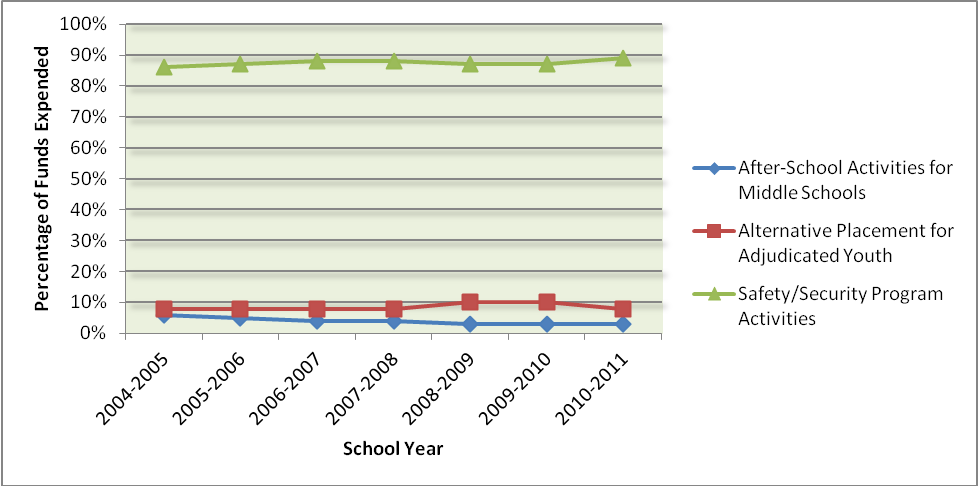 100%
90%
80%
70%
60%
50%
40%
30%
20%
10%
0%
Percentage of Funds Expended
2004-2005
2005-2006
2006-2007
2007-2008
2008-2009
2009-2010
2010-2011
School Year
After-School Activities for
Middle Schools
Alternative Placement for
Adjudicated Youth
Safety/Security Program
Activities